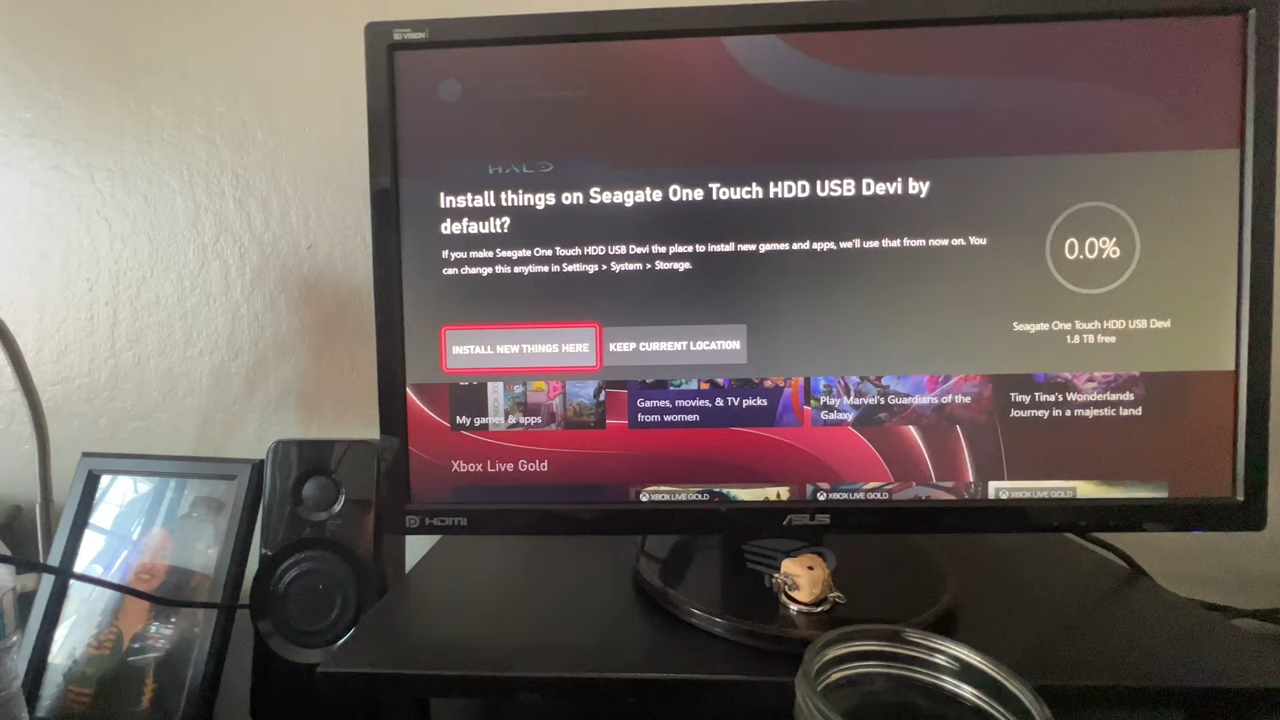 3D VISION
HALO
Install things on Seagate One Touch HDD USB Devi by
default?
If you make Seagate One Touch HDD USB Devi the place to install new games and apps, we'll use that from now on. You
can change this anytime in Settings > System > Storage.
0.0%
Seagate One Touch HDD USB Devi
1.8 TB free
INSTALL NEW THINGS HERE
KEEP CURRENT LOCATION
My games & apps
Games, movies, & TV picks
from women
Play Marvel's Guardians of the
Galaxy
Tiny Tina's Wonderlands
Journey in a majestic land
Xbox Live Gold
XBOX LIVE GOLD
XBOX LIVE GOLD
XBOX LIVE GOLD
HDMI
ASUS